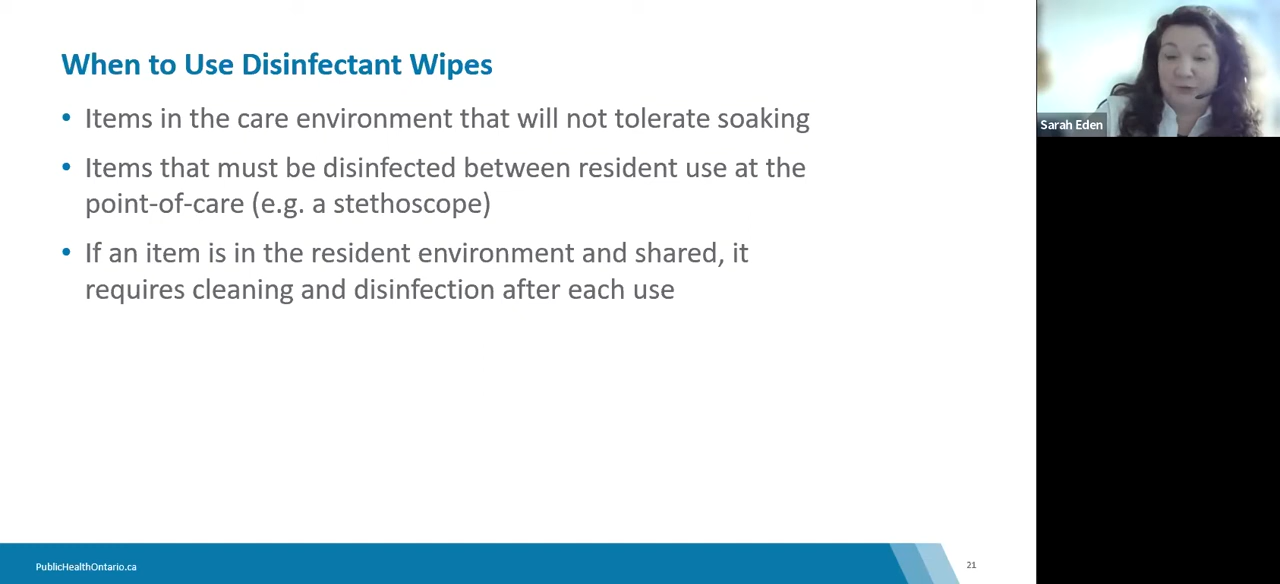 When to Use Disinfectant Wipes
• Items in the care environment that will not tolerate soaking
• Items that must be disinfected between resident use at the
point-of-care (e.g. a stethoscope)
• If an item is in the resident environment and shared, it
requires cleaning and disinfection after each use
Sarah Eden
PublicHealthOntario.ca
21